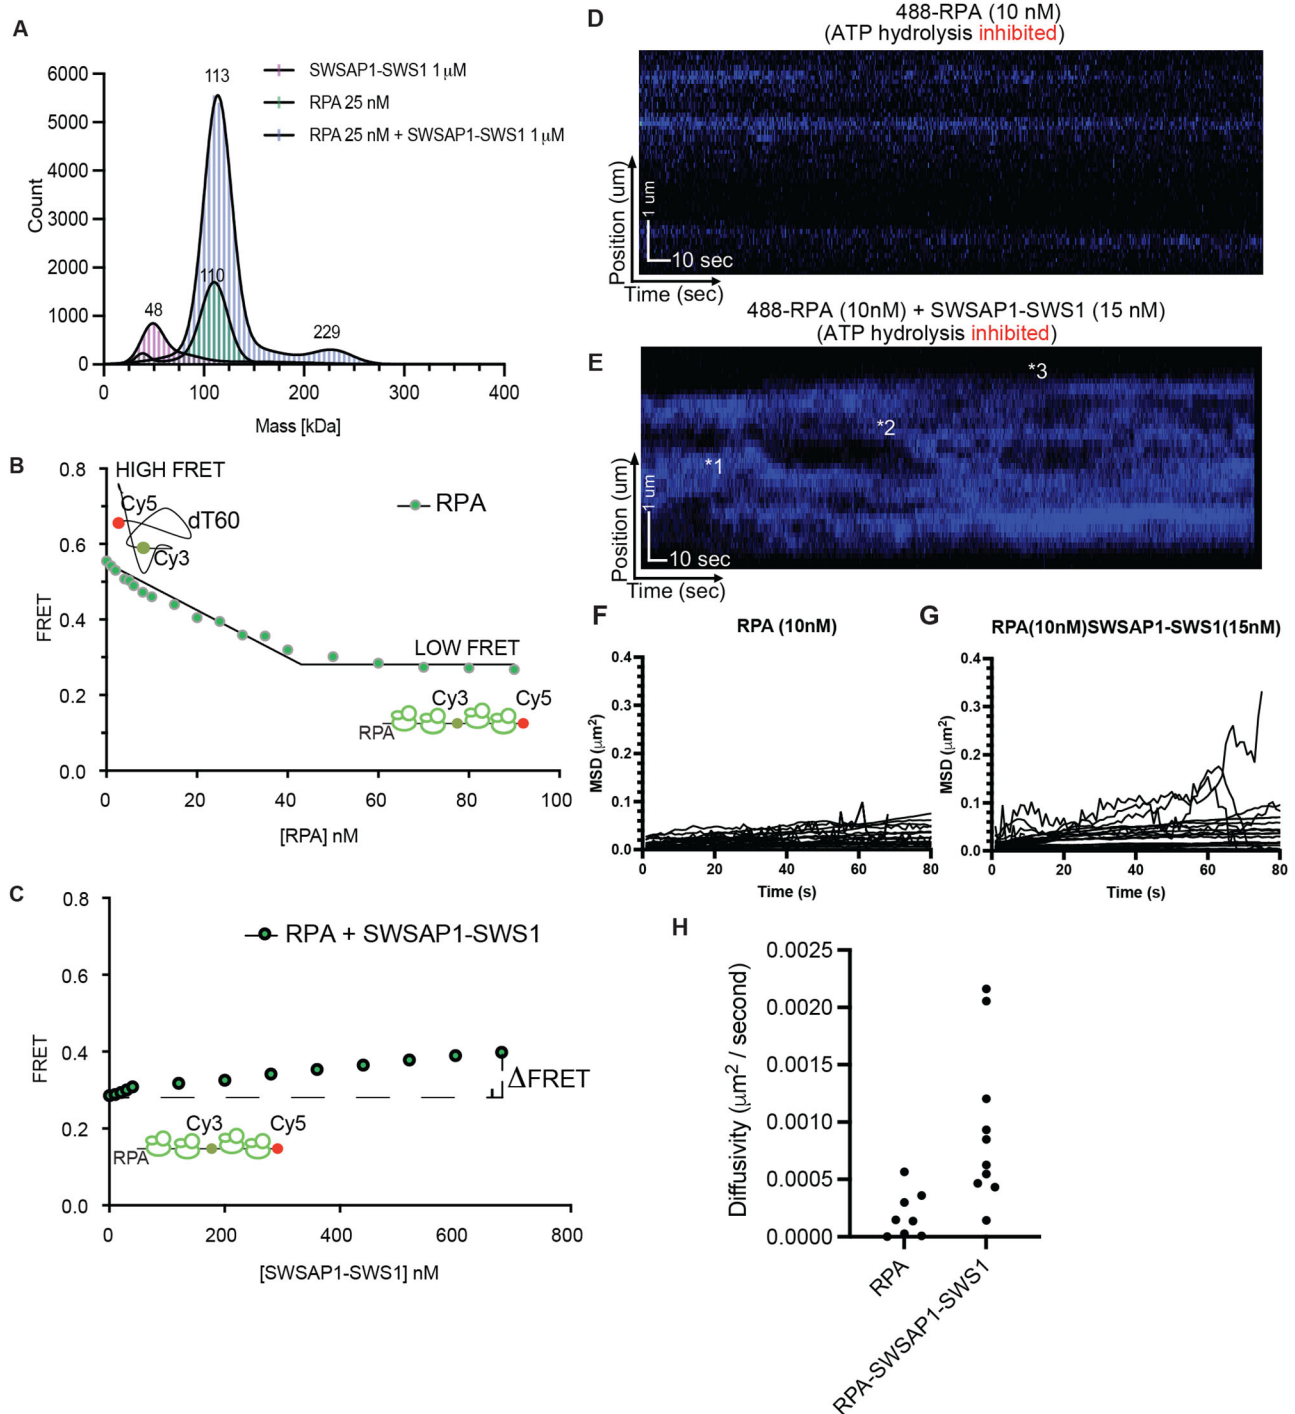 A
6000
5000
4000
3000
2000
1000
0
Count
113
110
48
229
SWSAP1-SWS1 1 μM
RPA 25 nM
RPA 25 nM + SWSAP1-SWS1 1 μM
0
100
200
300
400
Mass [kDa]
B
0.8
0.6
0.4
0.2
0.0
FRET
HIGH FRET
Cy5
dT60
Cy3
RPA
LOW FRET
Cy3
Cy5
RPA
0
20
40
60
80
100
[RPA] nM
C
0.8
0.6
0.4
0.2
0.0
FRET
RPA + SWSAP1-SWS1
ΔFRET
Cy3
Cy5
RPA
0
200
400
600
800
[SWSAP1-SWS1] nM
D
488-RPA (10 nM)
(ATP hydrolysis inhibited)
Position (um)
1 um
10 sec
Time (sec)
E
488-RPA (10nM) + SWSAP1-SWS1 (15 nM)
(ATP hydrolysis inhibited)
*1
*2
*3
Position (um)
1 um
10 sec
Time (sec)
F
RPA (10nM)
0.4
0.3
0.2
0.1
0.0
MSD (μm²)
0
20
40
60
80
Time (s)
G
RPA(10nM)SWSAP1-SWS1(15nM)
0.4
0.3
0.2
0.1
0.0
MSD (μm²)
0
20
40
60
80
Time (s)
H
0.0025
0.0020
0.0015
0.0010
0.0005
0.0000
Diffusivity (μm² / second)
RPA
RPA-SWSAP1-SWS1